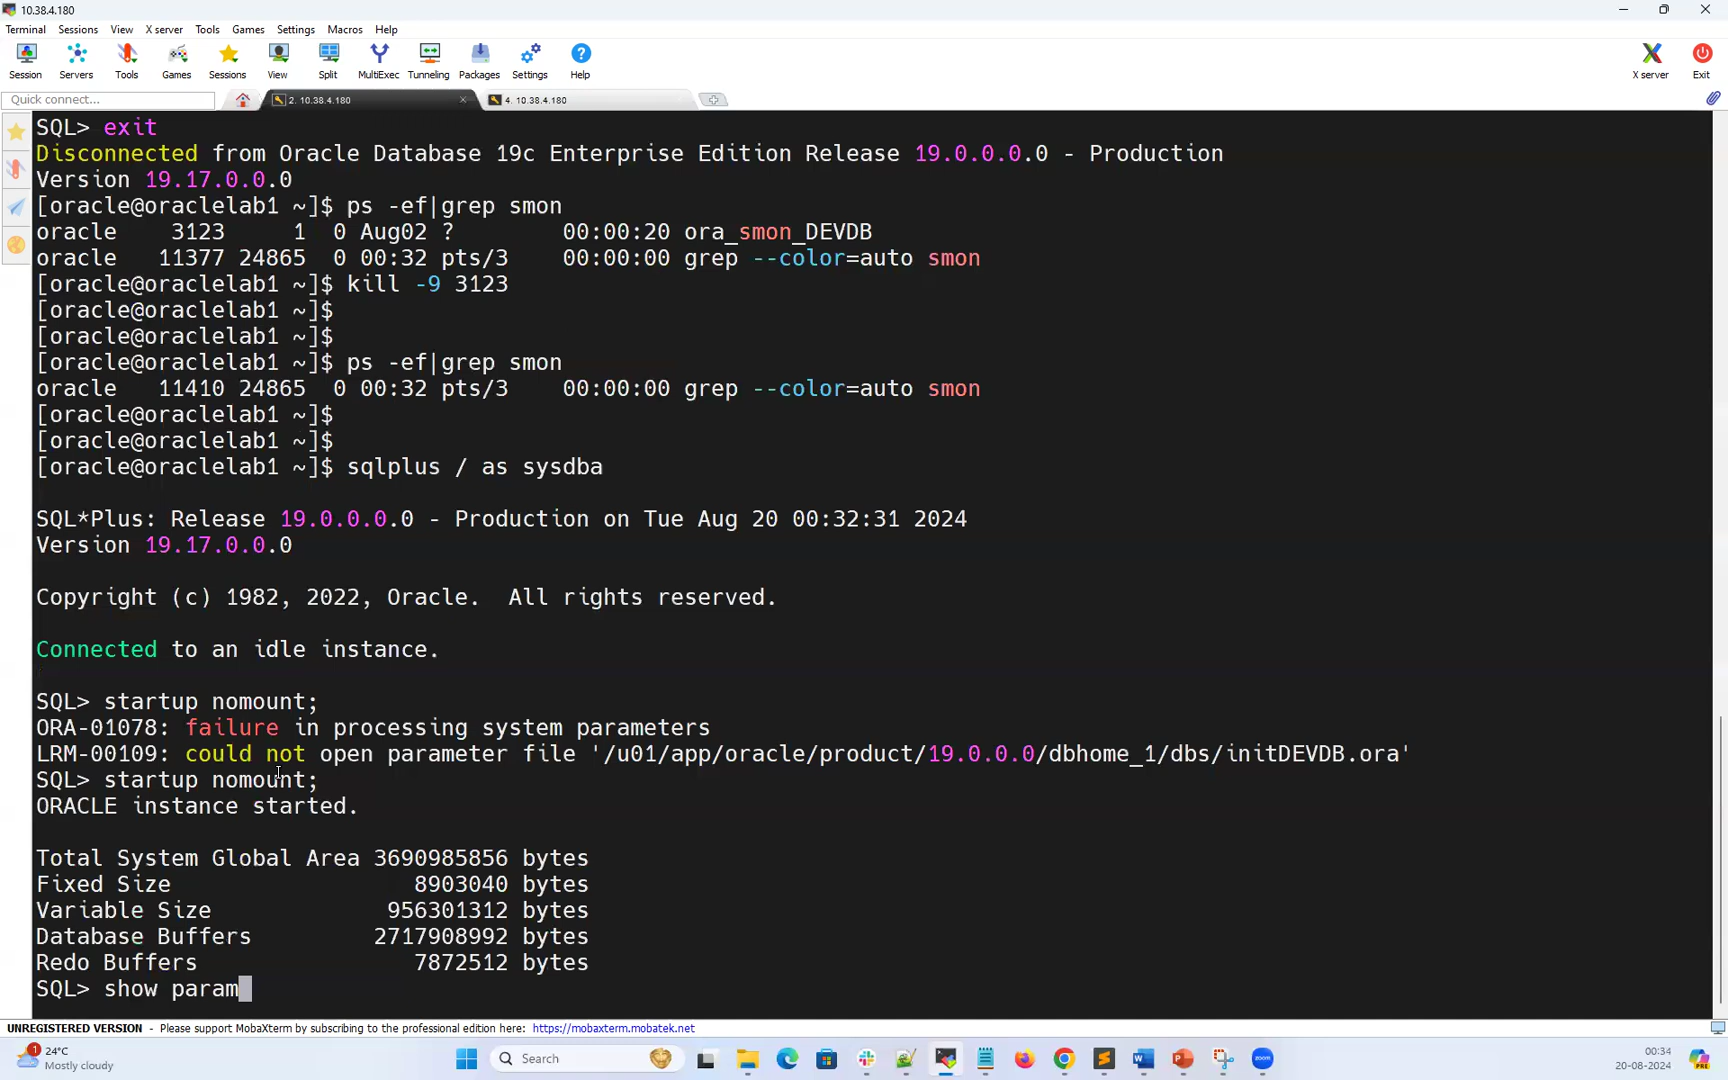 10.38.4.180
Terminal Sessions View X server Tools Games Settings Macros Help
Session Servers Tools Games Sessions View Split MultiExec Tunneling Packages Settings Help X server Exit
Quick connect... 2. 10.38.4.180 4. 10.38.4.180
SQL> exit
Disconnected from Oracle Database 19c Enterprise Edition Release 19.0.0.0.0 - Production
Version 19.17.0.0.0
[oracle@oraclelab1 ~]$ ps -ef|grep smon
oracle 3123 1 0 Aug02 ? 00:00:20 ora_smon_DEVDB
oracle 11377 24865 0 00:32 pts/3 00:00:00 grep --color=auto smon
[oracle@oraclelab1 ~]$ kill -9 3123
[oracle@oraclelab1 ~]$
[oracle@oraclelab1 ~]$
[oracle@oraclelab1 ~]$ ps -ef|grep smon
oracle 11410 24865 0 00:32 pts/3 00:00:00 grep --color=auto smon
[oracle@oraclelab1 ~]$
[oracle@oraclelab1 ~]$
[oracle@oraclelab1 ~]$ sqlplus / as sysdba
SQL*Plus: Release 19.0.0.0.0 - Production on Tue Aug 20 00:32:31 2024
Version 19.17.0.0.0
Copyright (c) 1982, 2022, Oracle. All rights reserved.
Connected to an idle instance.
SQL> startup nomount;
ORA-01078: failure in processing system parameters
LRM-00109: could not open parameter file '/u01/app/oracle/product/19.0.0.0/dbhome_1/dbs/initDEVDB.ora'
SQL> startup nomount;
ORACLE instance started.
Total System Global Area 3690985856 bytes
Fixed Size 8903040 bytes
Variable Size 956301312 bytes
Database Buffers 2717908992 bytes
Redo Buffers 7872512 bytes
SQL> show param
UNREGISTERED VERSION - Please support MobaXterm by subscribing to the professional edition here: https://mobaxterm.mobatek.net
1 24°C Search 00:34
Mostly cloudy 20-08-2024